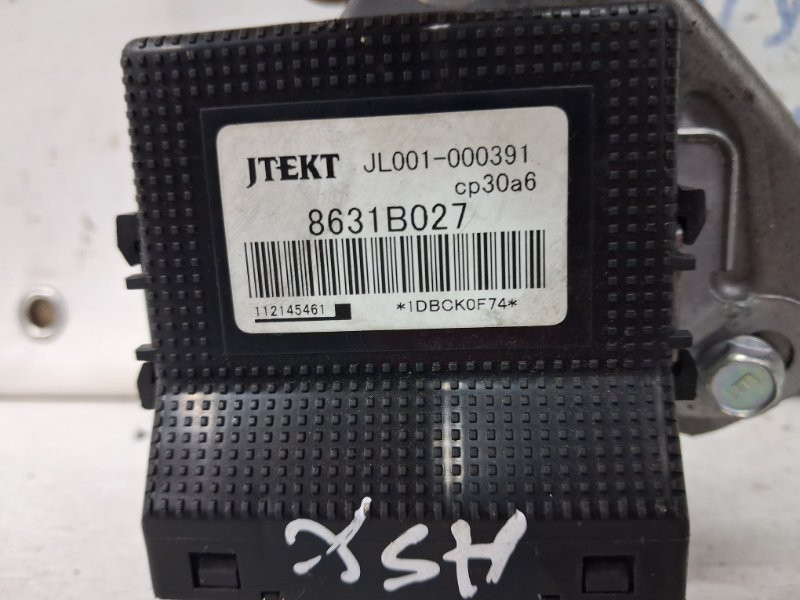 JTEKT JL001-000391
cp30a6
8631B027
112145461 *1DBCK0F74*
ASX